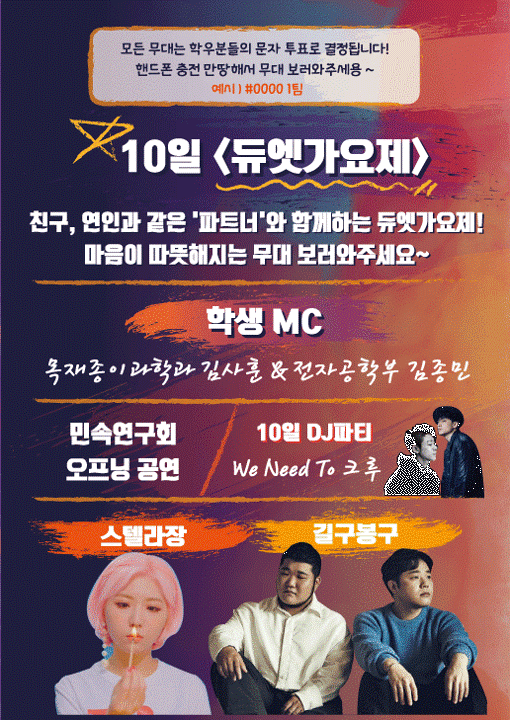 모든 무대는 학우분들의 문자 투표로 결정됩니다!
핸드폰 충전 만땅해서 무대 보러와주세용 ~
예시 ) #0000 1팀
10일 <듀엣가요제>
친구, 연인과 같은 '파트너'와 함께하는 듀엣가요제!
마음이 따뜻해지는 무대 보러와주세요~
학생 MC
목재종이과학과 김사훈 & 전자공학부 김종민
민속연구회
오프닝 공연
10일 DJ파티
We Need To 크루
스텔라장
길구봉구